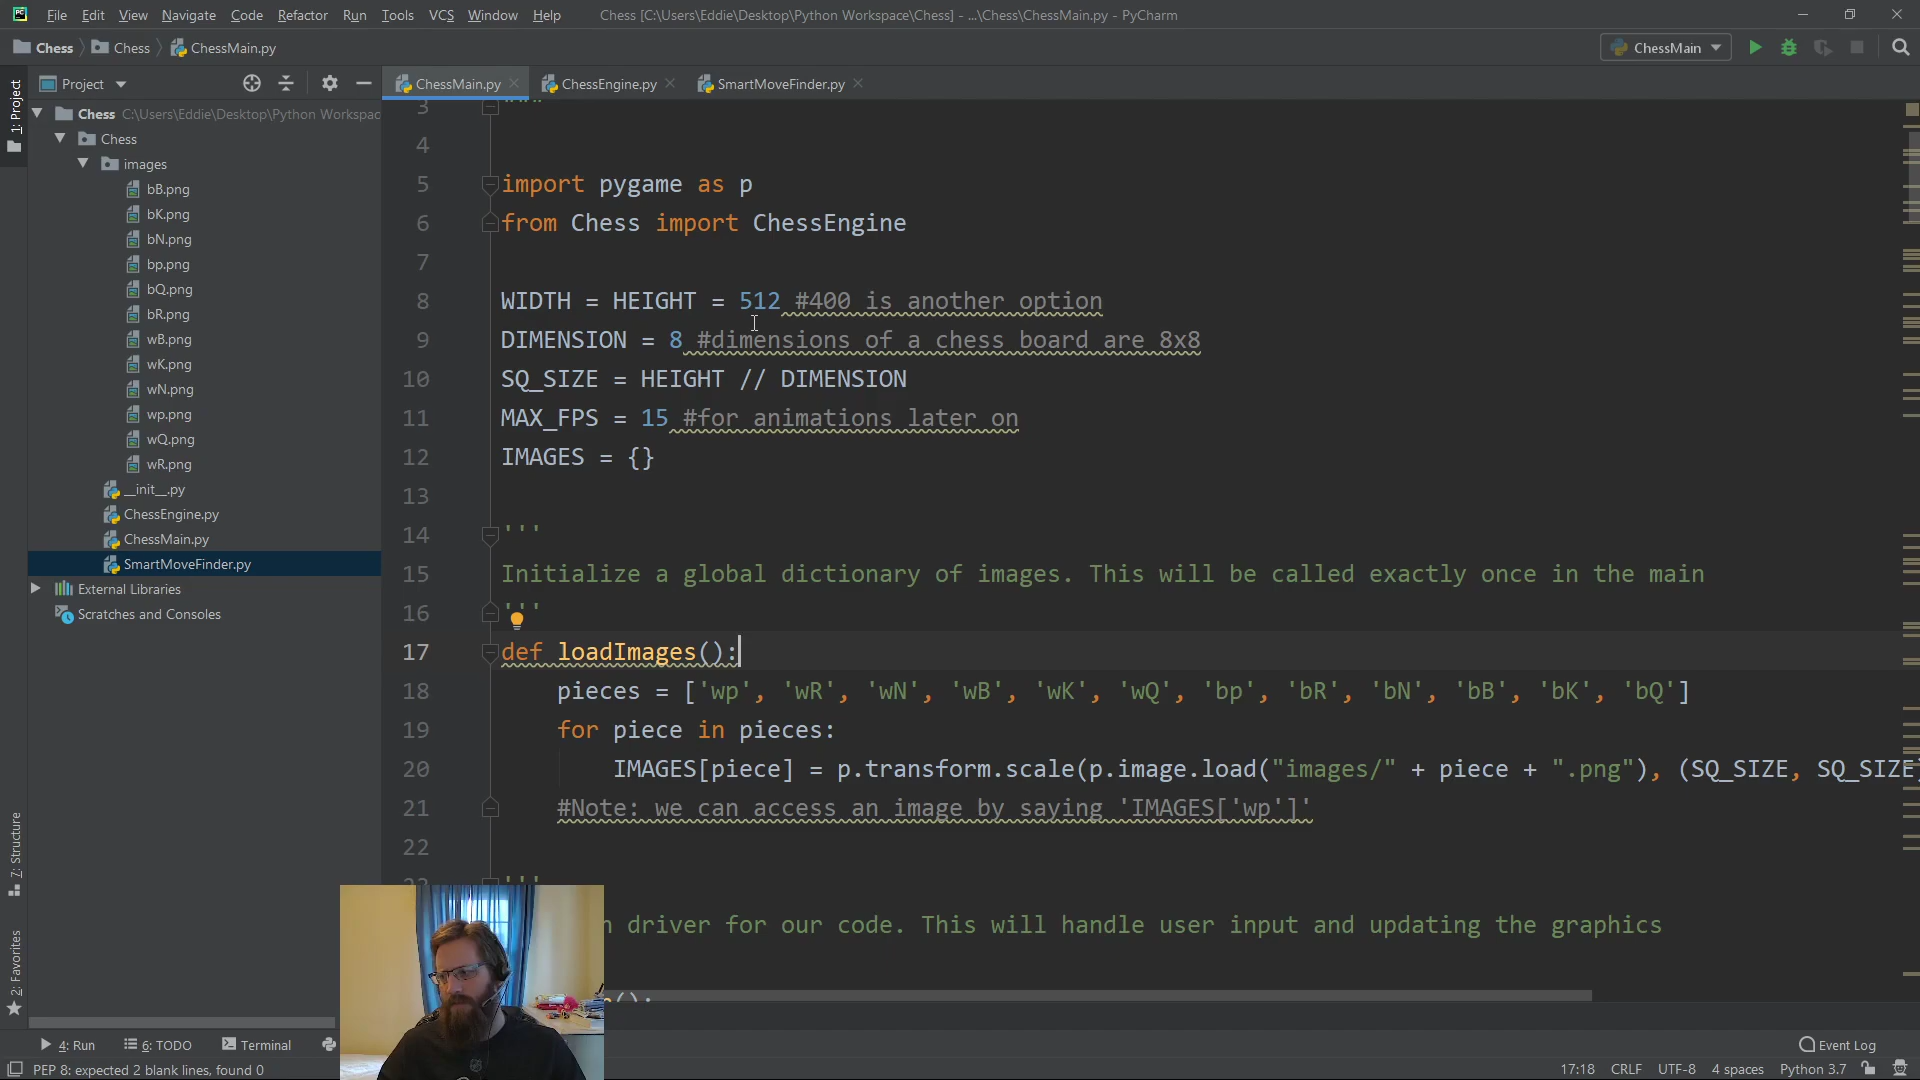 File Edit View Navigate Code Refactor Run Tools VCS Window Help Chess [C:\Users\Eddie\Desktop\Python Workspace\Chess] - ...\Chess\ChessMain.py - PyCharm
Chess Chess ChessMain.py ChessMain
1: Project
Project
ChessMain.py ChessEngine.py SmartMoveFinder.py
Chess C:\Users\Eddie\Desktop\Python Workspac
Chess
images
bB.png
bK.png
bN.png
bp.png
bQ.png
bR.png
wB.png
wK.png
wN.png
wp.png
wQ.png
wR.png
__init__.py
ChessEngine.py
ChessMain.py
SmartMoveFinder.py
External Libraries
Scratches and Consoles
7: Structure
2: Favorites
3 """
4
5 import pygame as p
6 from Chess import ChessEngine
7
8 WIDTH = HEIGHT = 512 #400 is another option
9 DIMENSION = 8 #dimensions of a chess board are 8x8
10 SQ_SIZE = HEIGHT // DIMENSION
11 MAX_FPS = 15 #for animations later on
12 IMAGES = {}
13
14 '''
15 Initialize a global dictionary of images. This will be called exactly once in the main
16 '''
17 def loadImages():
18 pieces = ['wp', 'wR', 'wN', 'wB', 'wK', 'wQ', 'bp', 'bR', 'bN', 'bB', 'bK', 'bQ']
19 for piece in pieces:
20 IMAGES[piece] = p.transform.scale(p.image.load("images/" + piece + ".png"), (SQ_SIZE, SQ_SIZE
21 #Note: we can access an image by saying 'IMAGES['wp']'
22
23 '''
driver for our code. This will handle user input and updating the graphics
():
4: Run 6: TODO Terminal Event Log
PEP 8: expected 2 blank lines, found 0 17:18 CRLF UTF-8 4 spaces Python 3.7